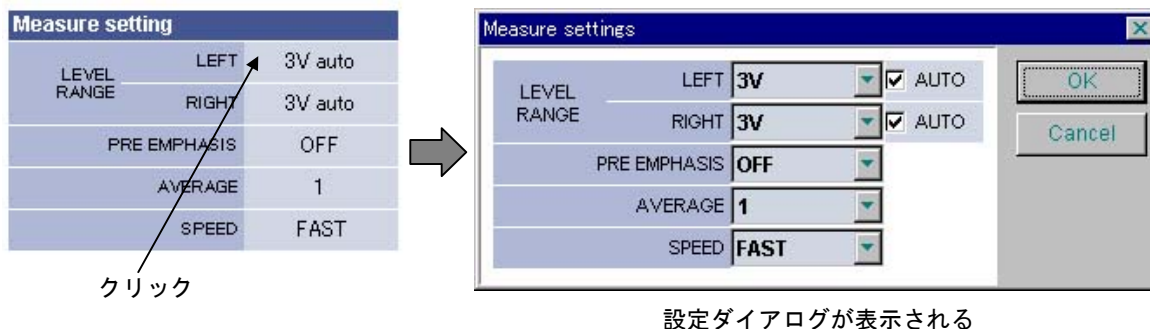 Measure setting
LEVEL RANGE
LEFT 3V auto
RIGHT 3V auto
PRE EMPHASIS OFF
AVERAGE 1
SPEED FAST
クリック
Measure settings
LEVEL RANGE
LEFT 3V AUTO
RIGHT 3V AUTO
PRE EMPHASIS OFF
AVERAGE 1
SPEED FAST
OK
Cancel
設定ダイアログが表示される